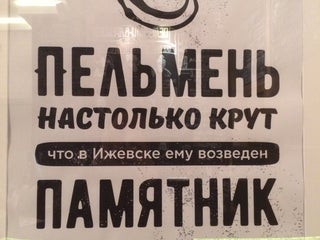 ПЕЛЬМЕНЬ
НАСТОЛЬКО КРУТ
что в Ижевске ему возведен
ПАМЯТНИК